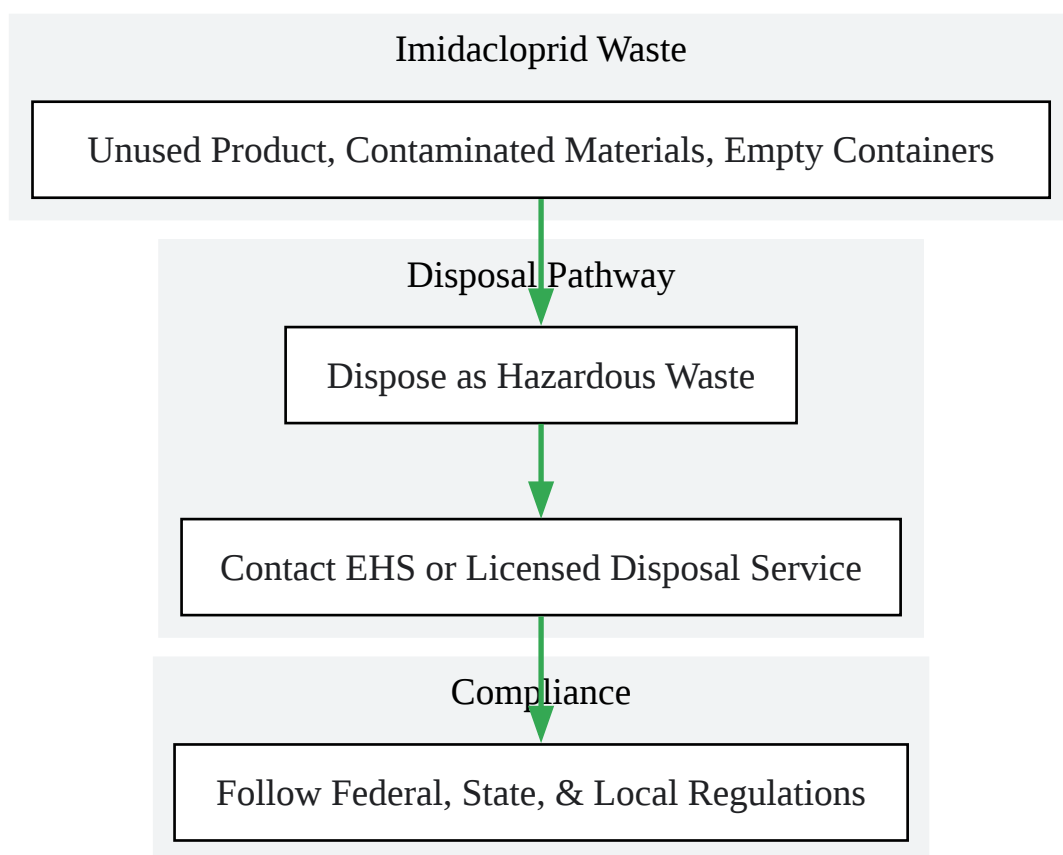 Imidacloprid Waste
Unused Product, Contaminated Materials, Empty Containers
Disposal Pathway
Dispose as Hazardous Waste
Contact EHS or Licensed Disposal Service
Compliance
Follow Federal, State, & Local Regulations